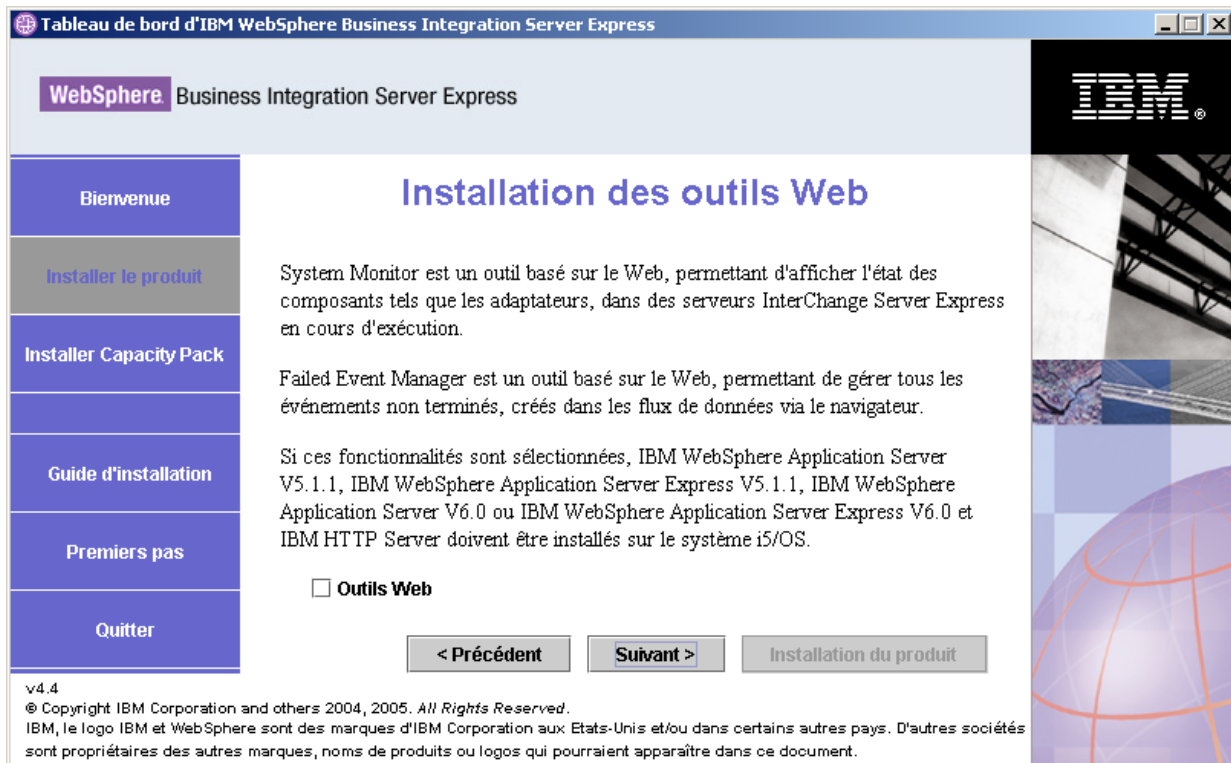 Tableau de bord d'IBM WebSphere Business Integration Server Express
WebSphere. Business Integration Server Express
IBM®
Bienvenue
Installer le produit
Installer Capacity Pack
Guide d'installation
Premiers pas
Quitter
Installation des outils Web
System Monitor est un outil basé sur le Web, permettant d'afficher l'état des
composants tels que les adaptateurs, dans des serveurs InterChange Server Express
en cours d'exécution.
Failed Event Manager est un outil basé sur le Web, permettant de gérer tous les
événements non terminés, créés dans les flux de données via le navigateur.
Si ces fonctionnalités sont sélectionnées, IBM WebSphere Application Server
V5.1.1, IBM WebSphere Application Server Express V5.1.1, IBM WebSphere
Application Server V6.0 ou IBM WebSphere Application Server Express V6.0 et
IBM HTTP Server doivent être installés sur le système i5/OS.
Outils Web
< Précédent
Suivant >
Installation du produit
v4.4
© Copyright IBM Corporation and others 2004, 2005. All Rights Reserved.
IBM, le logo IBM et WebSphere sont des marques d'IBM Corporation aux Etats-Unis et/ou dans certains autres pays. D'autres sociétés
sont propriétaires des autres marques, noms de produits ou logos qui pourraient apparaître dans ce document.